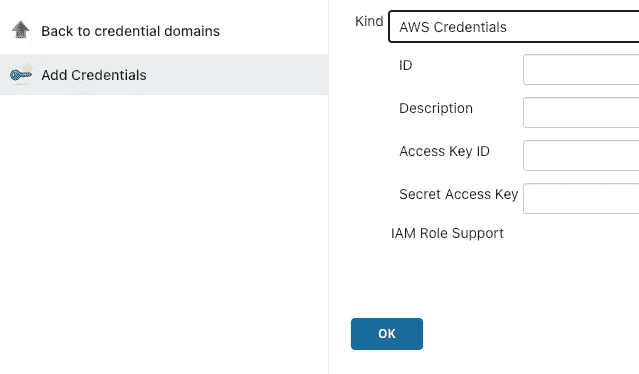 Back to credential domains
Add Credentials
Kind AWS Credentials
ID
Description
Access Key ID
Secret Access Key
IAM Role Support
OK